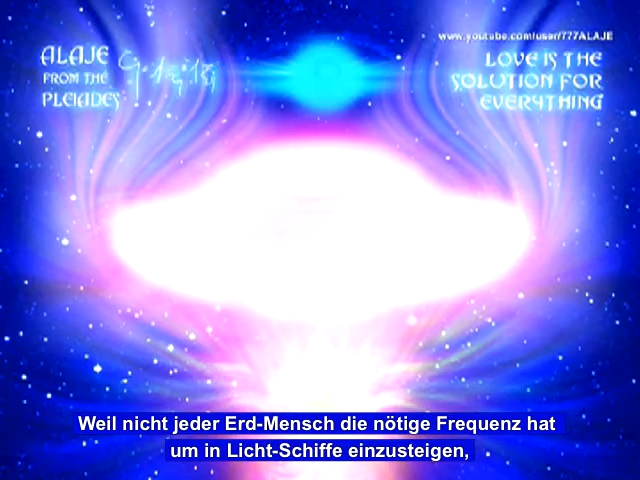 www.youtube.com/user/777ALAJE
ALAJE
FROM THE
PLEIADES
LOVE IS THE
SOLUTION FOR
EVERYTHING
Weil nicht jeder Erd-Mensch die nötige Frequenz hat
um in Licht-Schiffe einzusteigen,